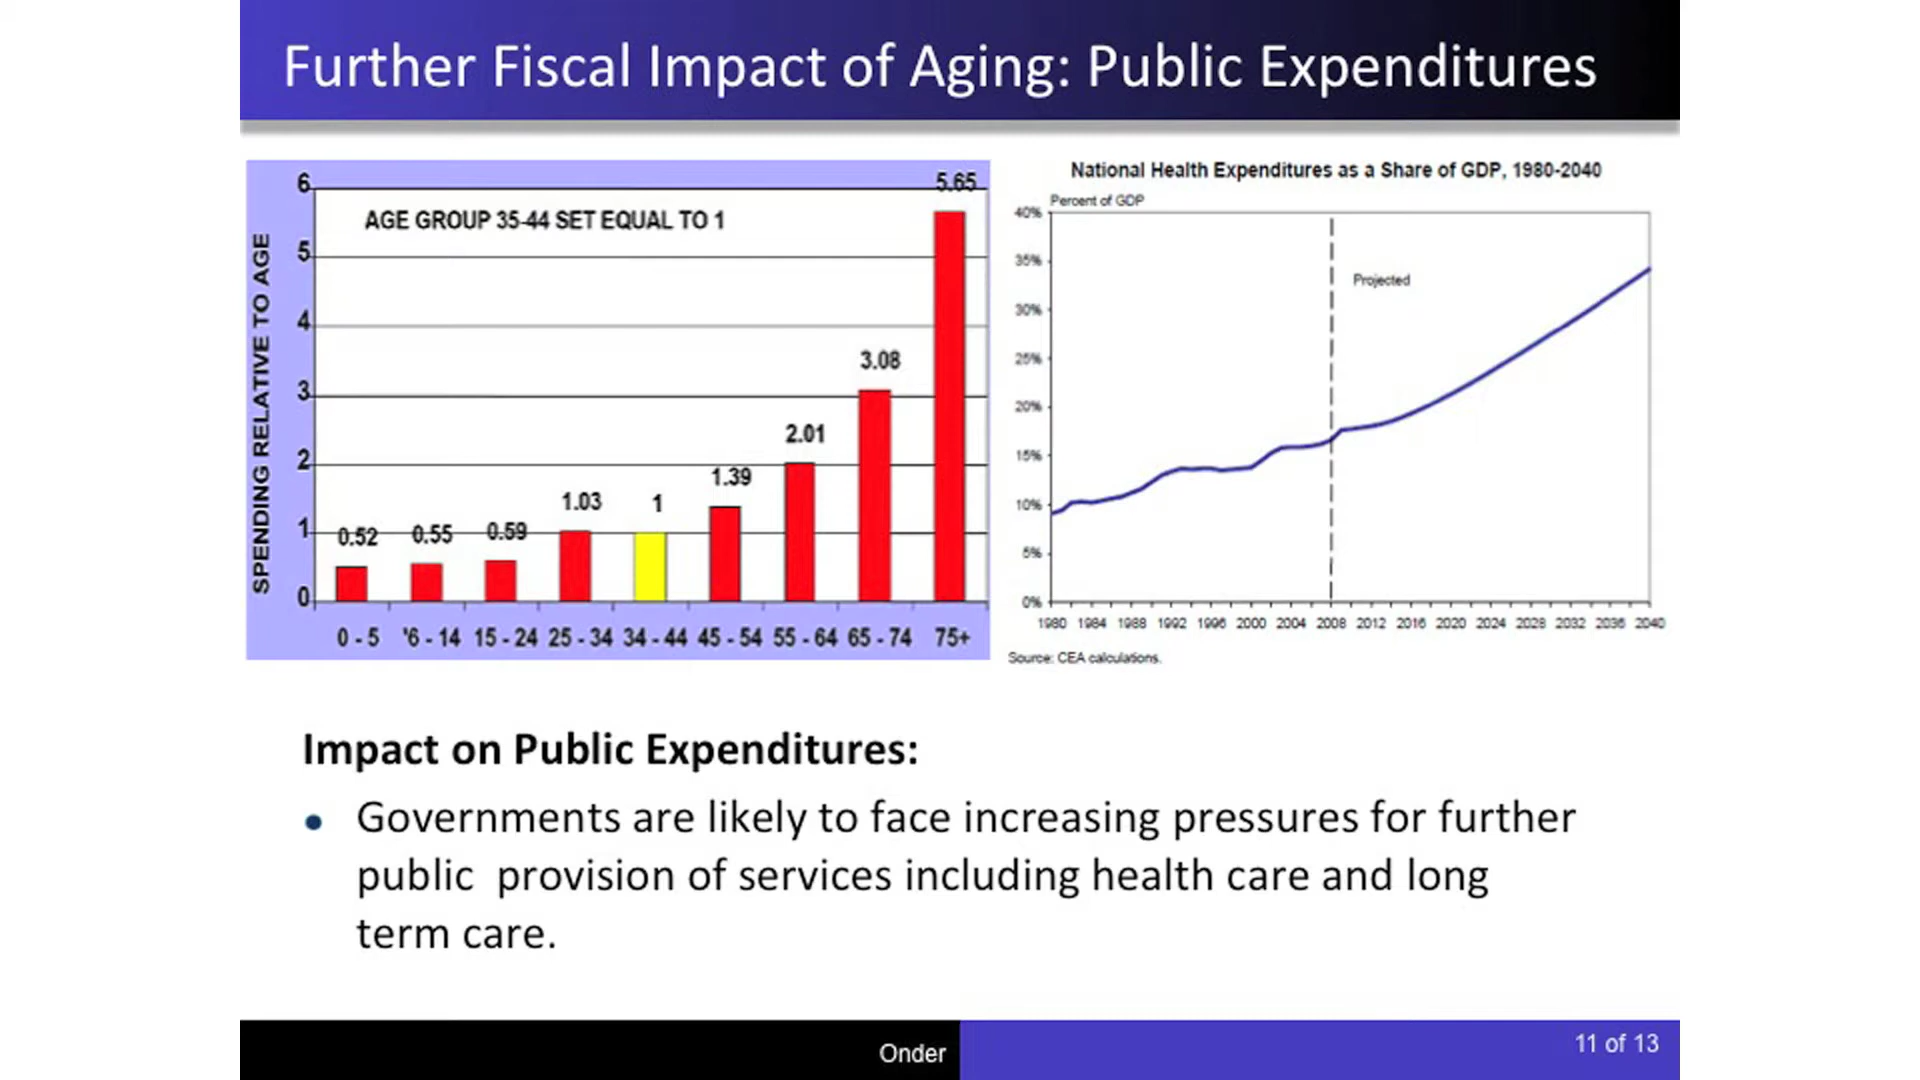 Further Fiscal Impact of Aging: Public Expenditures
SPENDING RELATIVE TO AGE
AGE GROUP 35-44 SET EQUAL TO 1
6
5
4
3
2
1
0
0.52
0.55
0.59
1.03
1
1.39
2.01
3.08
5.65
0 - 5 '6 - 14 15 - 24 25 - 34 34 - 44 45 - 54 55 - 64 65 - 74 75+
National Health Expenditures as a Share of GDP, 1980-2040
Percent of GDP
40%
35%
30%
25%
20%
15%
10%
5%
0%
Projected
1980 1984 1988 1992 1996 2000 2004 2008 2012 2016 2020 2024 2028 2032 2036 2040
Source: CEA calculations.
Impact on Public Expenditures:
• Governments are likely to face increasing pressures for further
public provision of services including health care and long
term care.
Onder
11 of 13